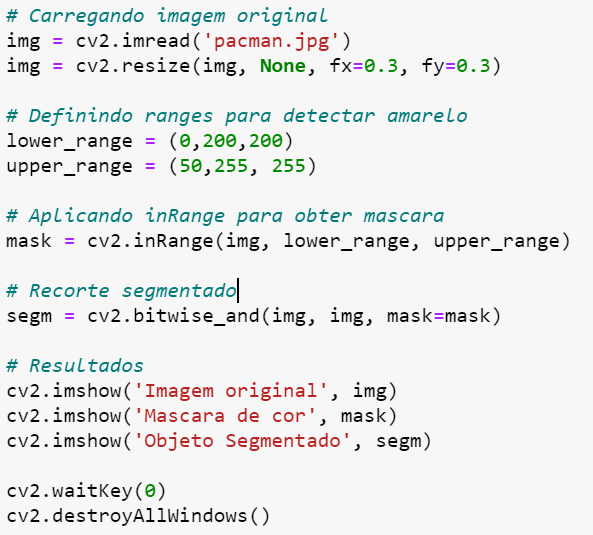 # Carregando imagem original
img = cv2.imread('pacman.jpg')
img = cv2.resize(img, None, fx=0.3, fy=0.3)
# Definindo ranges para detectar amarelo
lower_range = (0,200,200)
upper_range = (50,255, 255)
# Aplicando inRange para obter mascara
mask = cv2.inRange(img, lower_range, upper_range)
# Recorte segmentado
segm = cv2.bitwise_and(img, img, mask=mask)
# Resultados
cv2.imshow('Imagem original', img)
cv2.imshow('Mascara de cor', mask)
cv2.imshow('Objeto Segmentado', segm)
cv2.waitKey(0)
cv2.destroyAllWindows()